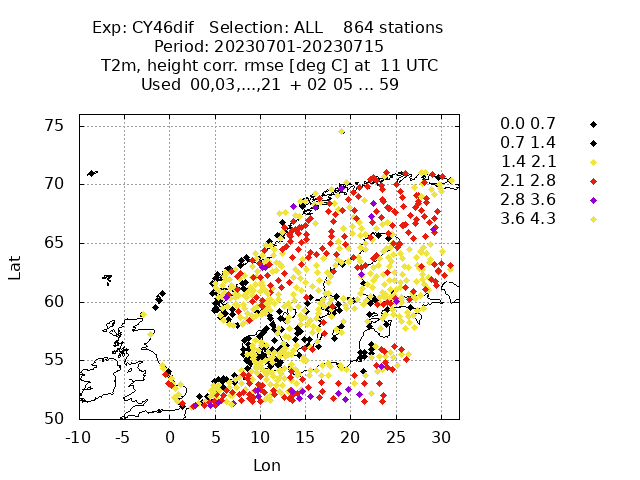 Exp: CY46dif   Selection: ALL    864 stations
Period: 20230701-20230715
T2m, height corr. rmse [deg C] at  11 UTC
Used  00,03,...,21  + 02 05 ... 59
0.0 0.7
0.7 1.4
1.4 2.1
2.1 2.8
2.8 3.6
3.6 4.3
75
70
65
60
55
50
Lat
-10 -5 0 5 10 15 20 25 30
Lon